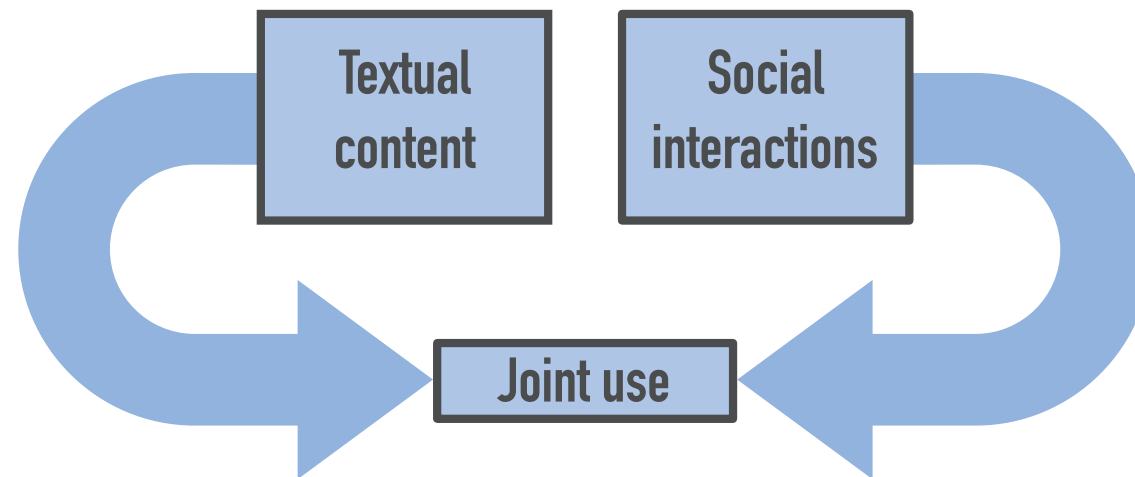 Textual
content
Social
interactions
Joint use